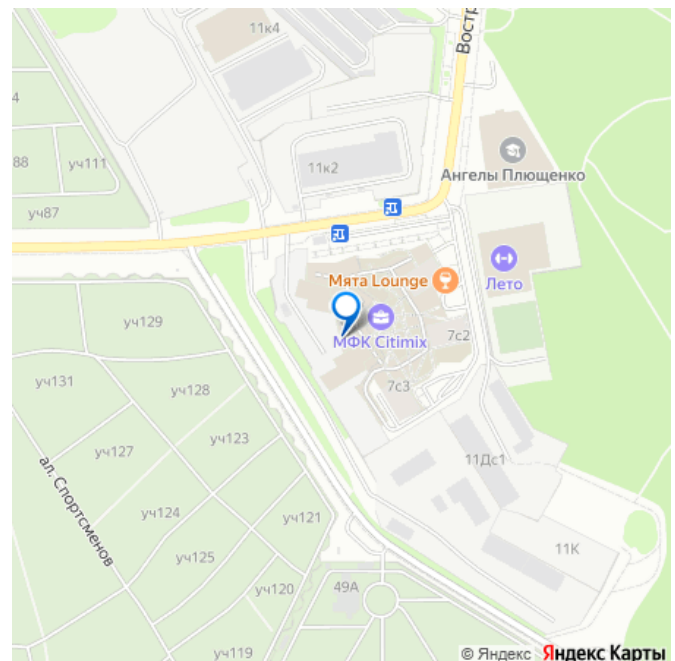 11к4
Востр
4
11к2
Ангелы Плющенко
88
уч111
уч87
Мята Lounge
Лето
МФК Citimix
7с2
уч129
7с3
уч131
уч128
уч123
уч127
11Дс1
ал. Спортсменов
уч124
уч121
уч125
11К
уч120
49А
уч119
© Яндекс Яндекс Карты